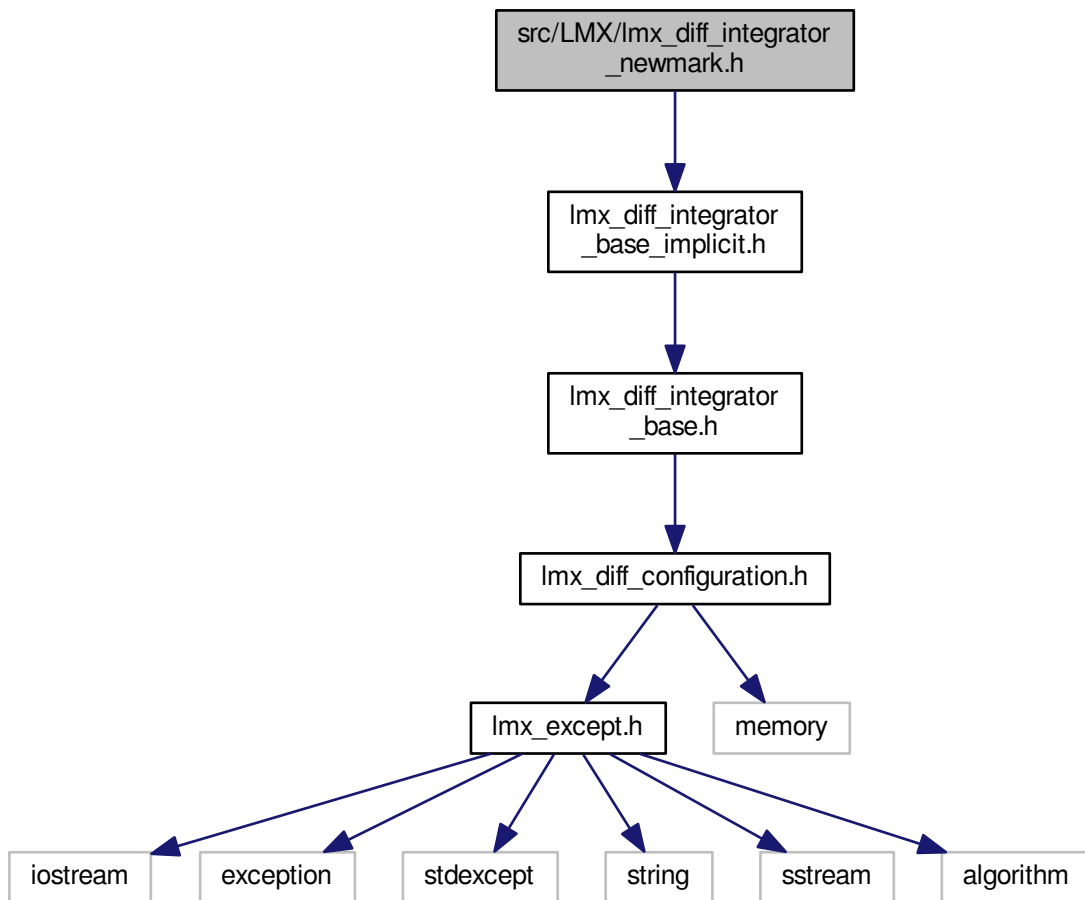 src/LMX/lmx_diff_integrator
_newmark.h
lmx_diff_integrator
_base_implicit.h
lmx_diff_integrator
_base.h
lmx_diff_configuration.h
lmx_except.h
memory
iostream
exception
stdexcept
string
sstream
algorithm